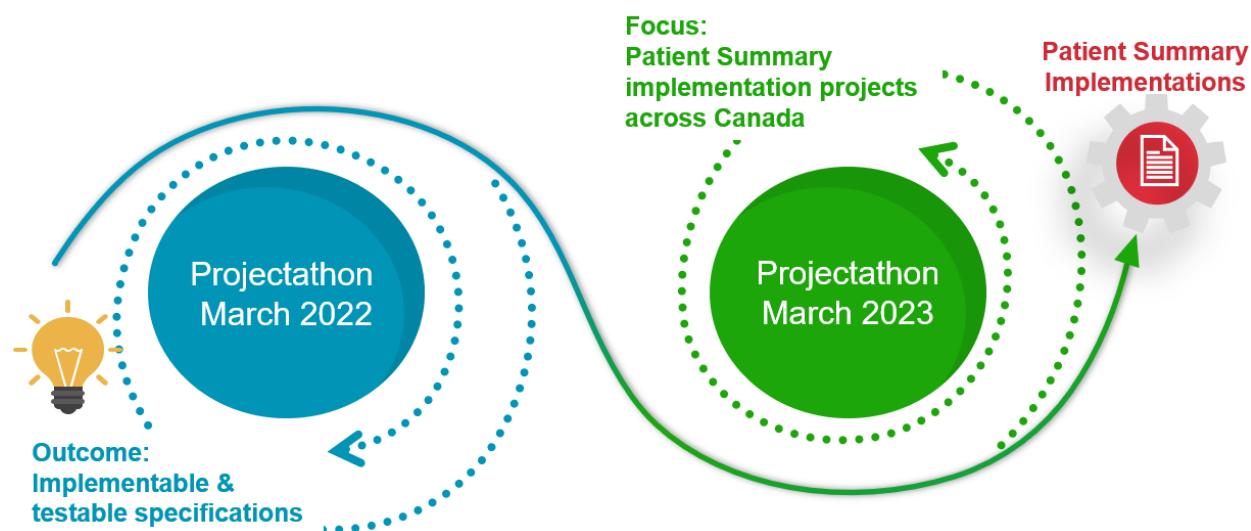 Focus:
Patient Summary
implementation projects
across Canada
Patient Summary
Implementations
Projectathon
March 2022
Projectathon
March 2023
Outcome:
Implementable &
testable specifications